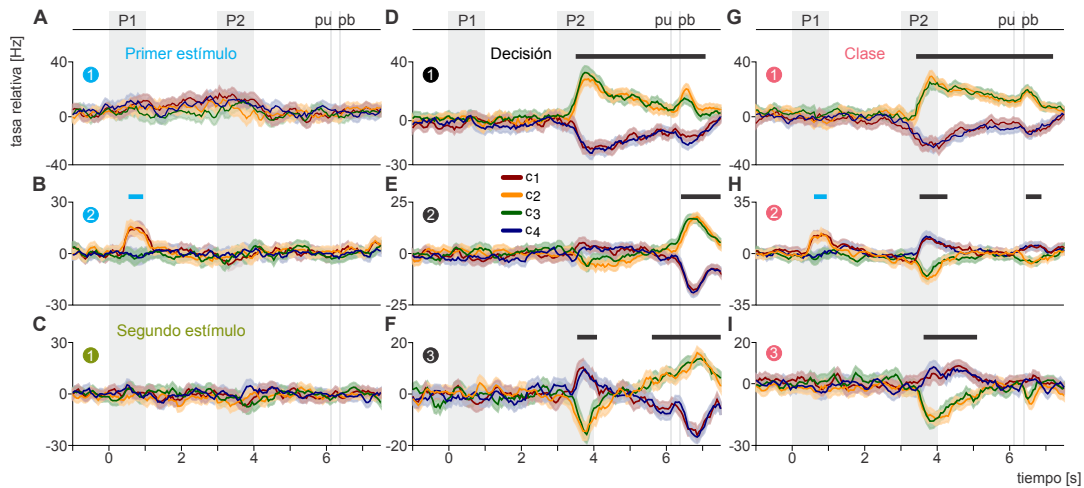 A P1 P2 pu pb D P1 P2 pu pb G P1 P2 pu pb
Primer estímulo Decisión Clase
tasa relativa [Hz]
40 0 -40
1
40 0 -30
1
40 0 -40
1
B E H
30 0 -30
2
25 0 -25
2
c1
c2
c3
c4
35 0 -35
2
C F I
Segundo estímulo
30 0 -30
1
20 0 -20
3
20 0 -20
3
0 2 4 6 0 2 4 6 0 2 4 6
tiempo [s]